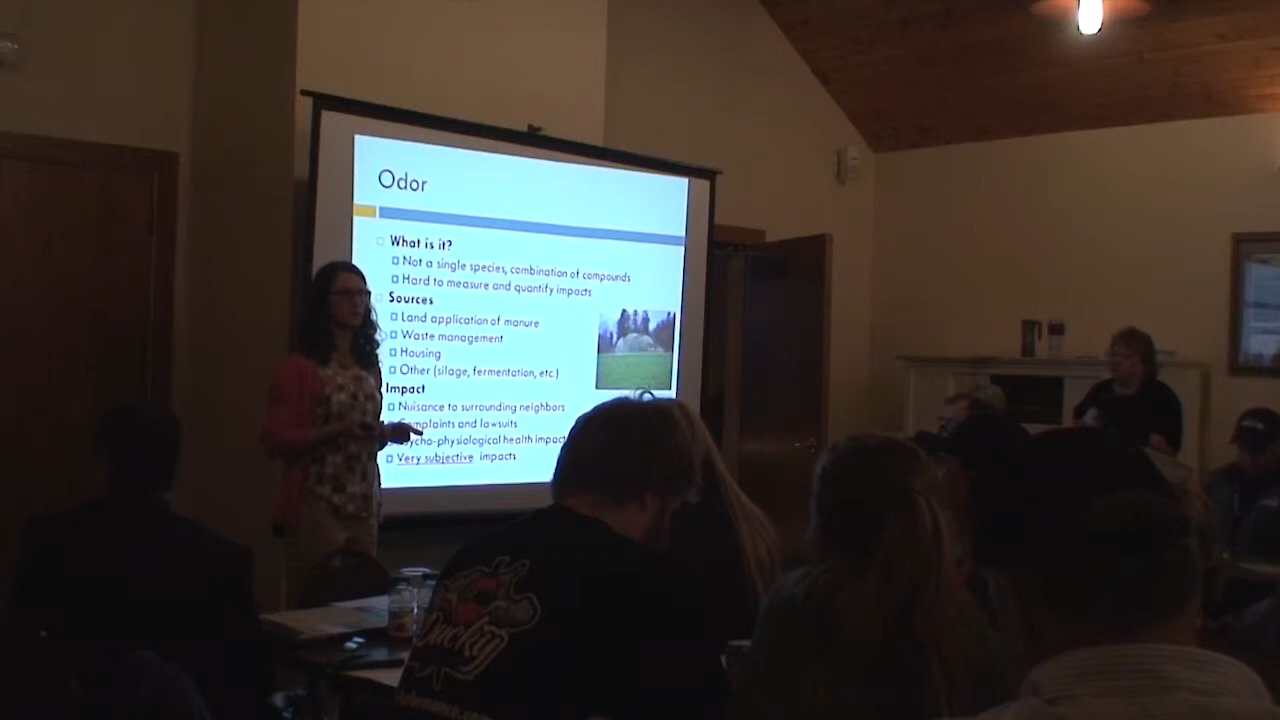 Odor
What is it?
Not a single species, combination of compounds
Hard to measure and quantify impacts
Sources
Land application of manure
Waste management
Housing
Other (silage, fermentation, etc.)
Impact
Nuisance to surrounding neighbors
Complaints and lawsuits
Psycho-physiological health impact
Very subjective impacts
Ducky